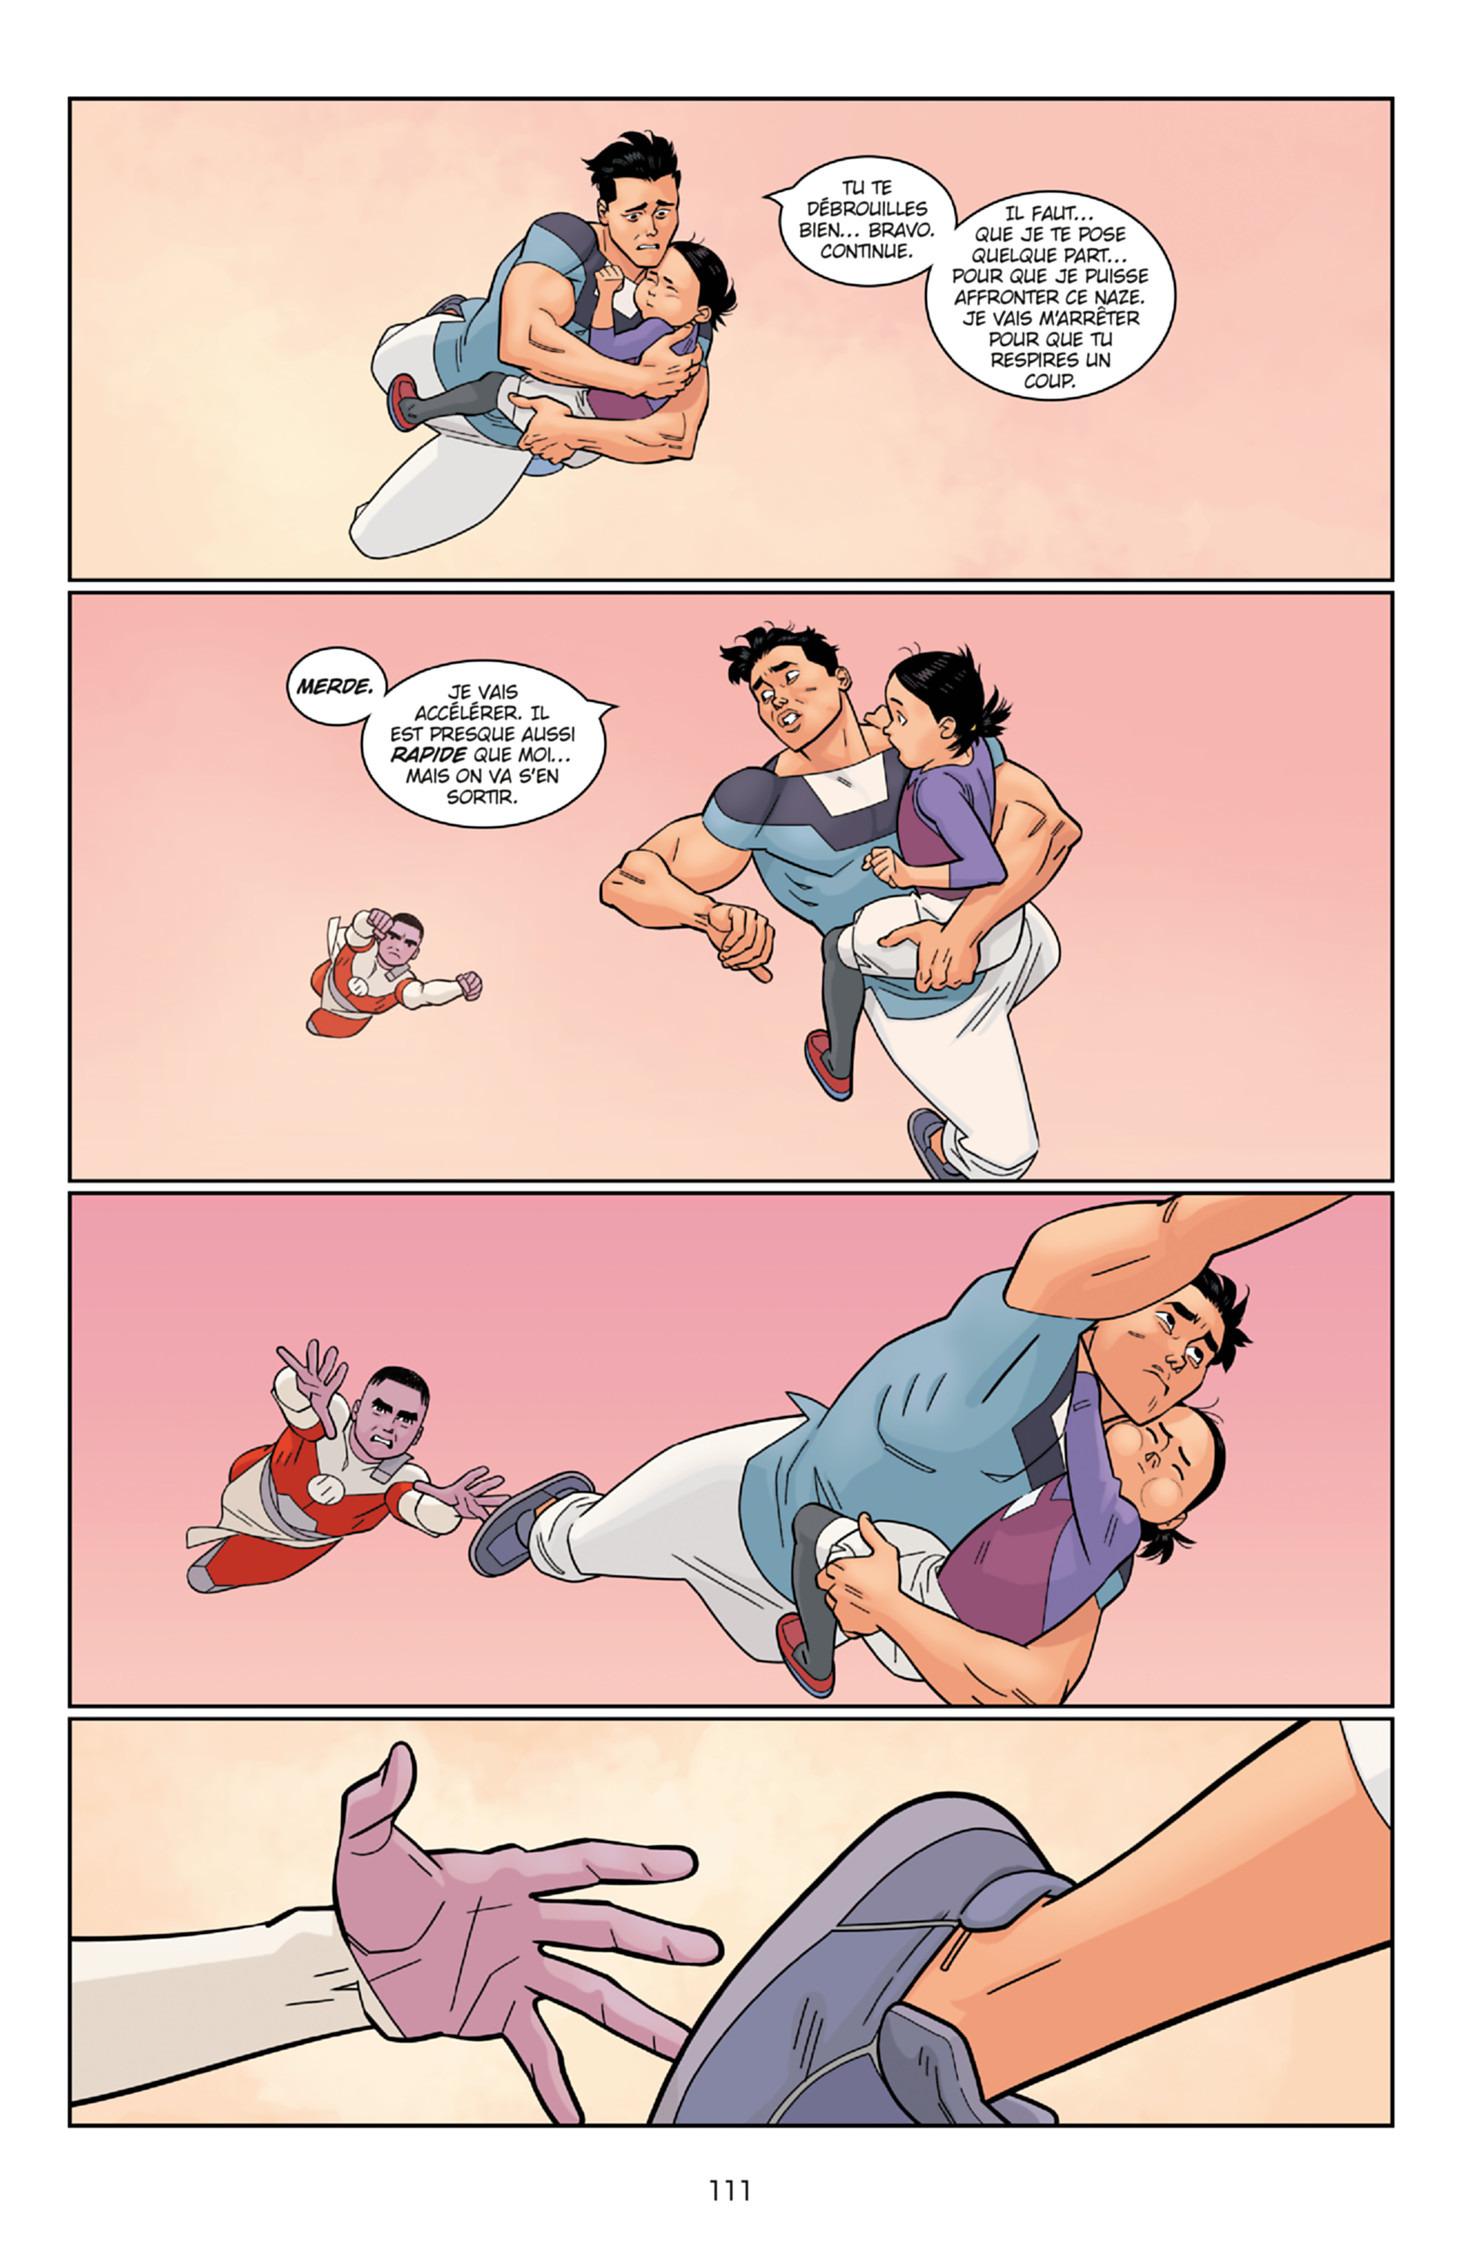 TU TE
DÉBROUILLES
BIEN... BRAVO.
CONTINUE.
IL FAUT...
QUE JE TE POSE
QUELQUE PART...
POUR QUE JE PUISSE
AFFRONTER CE NAZE.
JE VAIS M'ARRÊTER
POUR QUE TU
RESPIRES UN
COUP.
MERDE.
JE VAIS
ACCÉLÉRER. IL
EST PRESQUE AUSSI
RAPIDE QUE MOI...
MAIS ON VA S'EN
SORTIR.
111